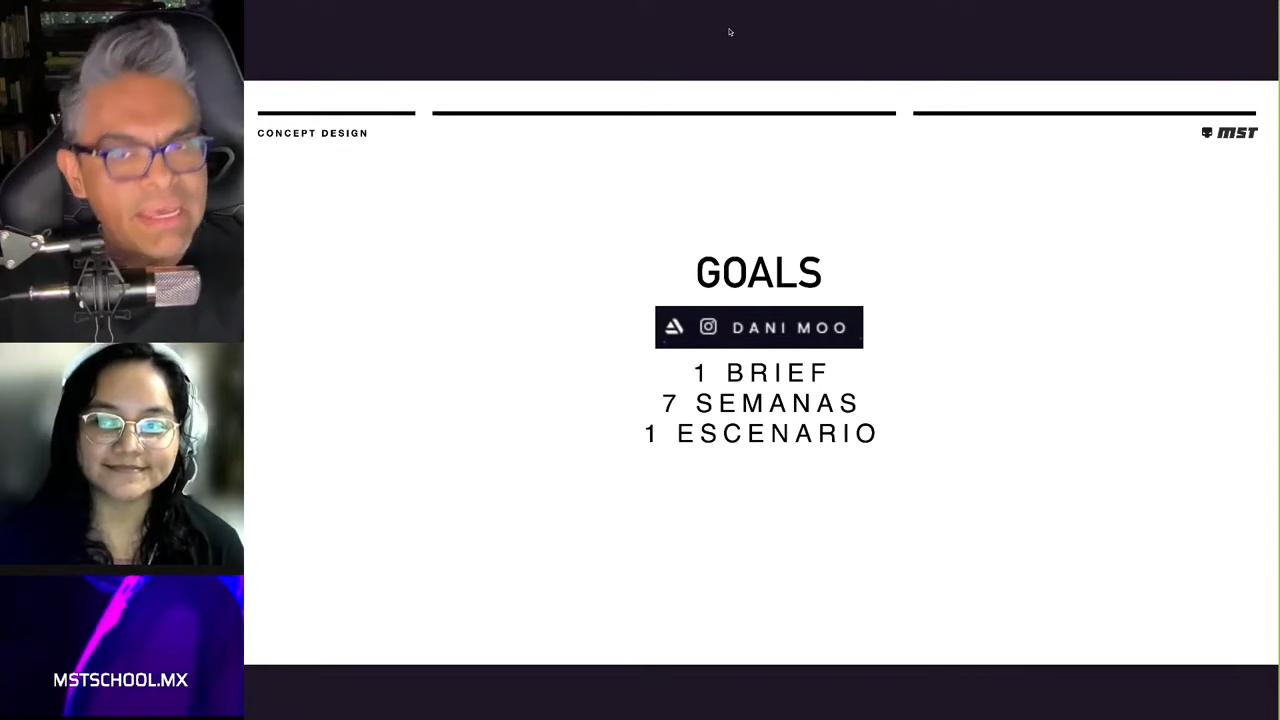 CONCEPT DESIGN
MST
GOALS
DANI MOO
1 BRIEF
7 SEMANAS
1 ESCENARIO
MSTSCHOOL.MX